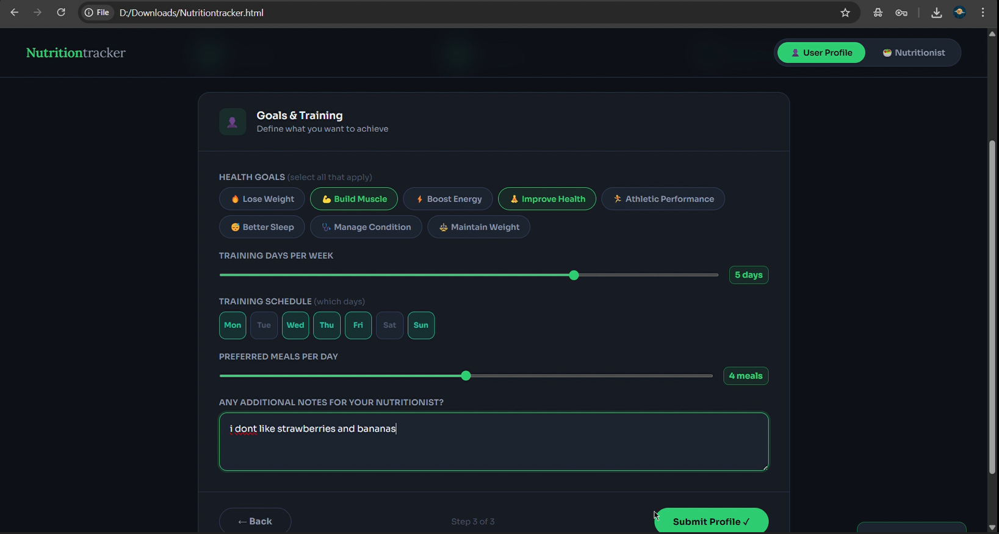 File D:/Downloads/Nutritiontracker.html
Nutritiontracker
User Profile
Nutritionist
Goals & Training
Define what you want to achieve
HEALTH GOALS (select all that apply)
Lose Weight Build Muscle Boost Energy Improve Health Athletic Performance
Better Sleep Manage Condition Maintain Weight
TRAINING DAYS PER WEEK
5 days
TRAINING SCHEDULE (which days)
Mon Tue Wed Thu Fri Sat Sun
PREFERRED MEALS PER DAY
4 meals
ANY ADDITIONAL NOTES FOR YOUR NUTRITIONIST?
i dont like strawberries and bananas
← Back
Step 3 of 3
Submit Profile ✓